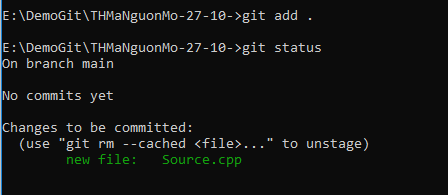 E:\DemoGit\THMaNguonMo-27-10->git add .
E:\DemoGit\THMaNguonMo-27-10->git status
On branch main
No commits yet
Changes to be committed:
(use "git rm --cached <file>..." to unstage)
new file:   Source.cpp